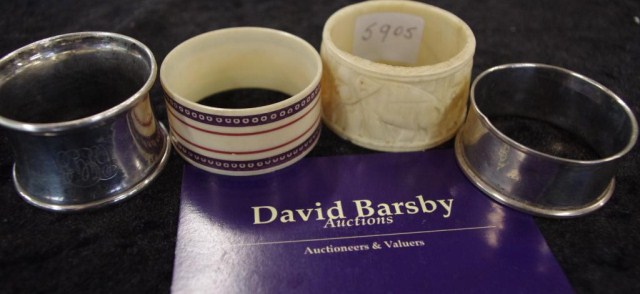 5905
David Barsby
Auctions
Auctioneers & Valuers